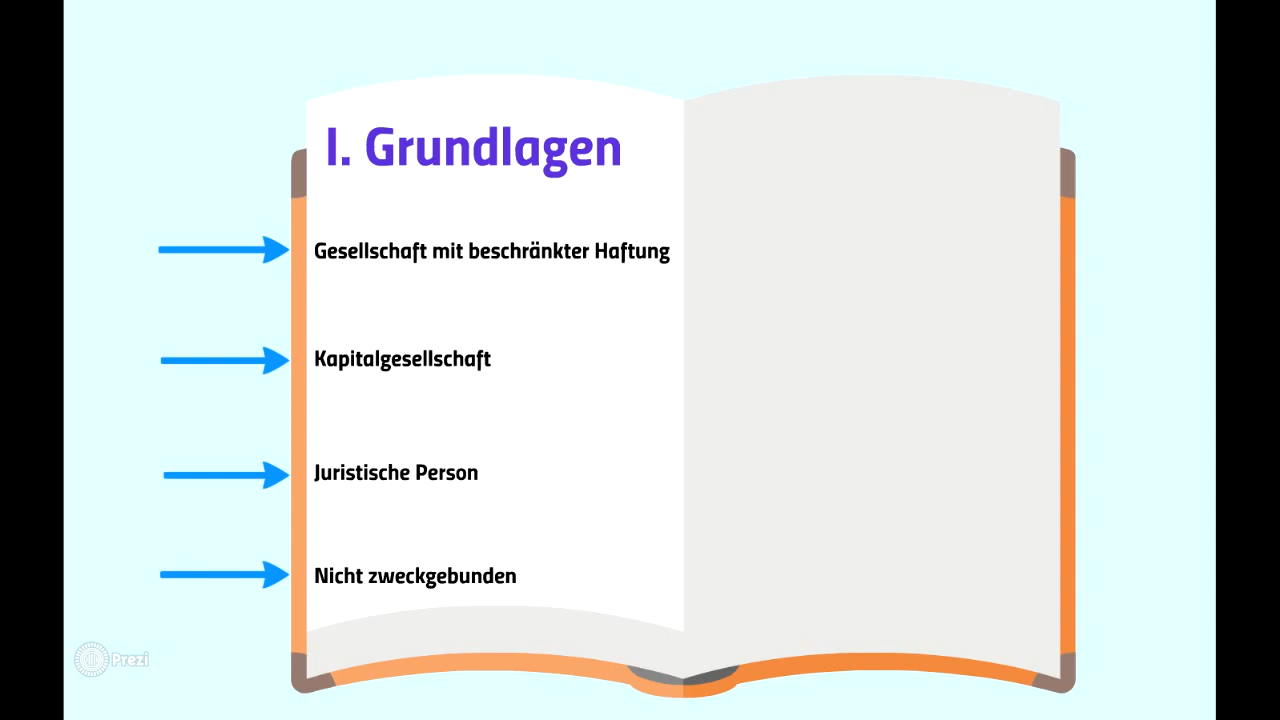 I. Grundlagen
Gesellschaft mit beschränkter Haftung
Kapitalgesellschaft
Juristische Person
Nicht zweckgebunden
Prezi